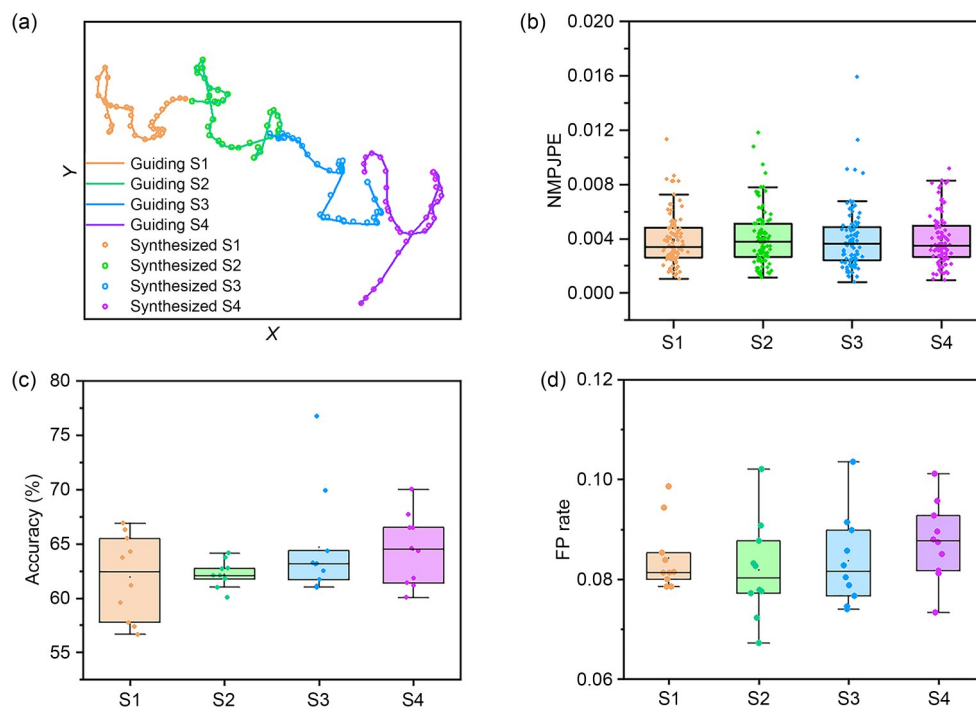 (a)
Y
Guiding S1
Guiding S2
Guiding S3
Guiding S4
Synthesized S1
Synthesized S2
Synthesized S3
Synthesized S4
X
(b)
NMPJPE
0.020
0.016
0.012
0.008
0.004
0.000
S1 S2 S3 S4
(c)
Accuracy (%)
80
75
70
65
60
55
S1 S2 S3 S4
(d)
FP rate
0.12
0.10
0.08
0.06
S1 S2 S3 S4